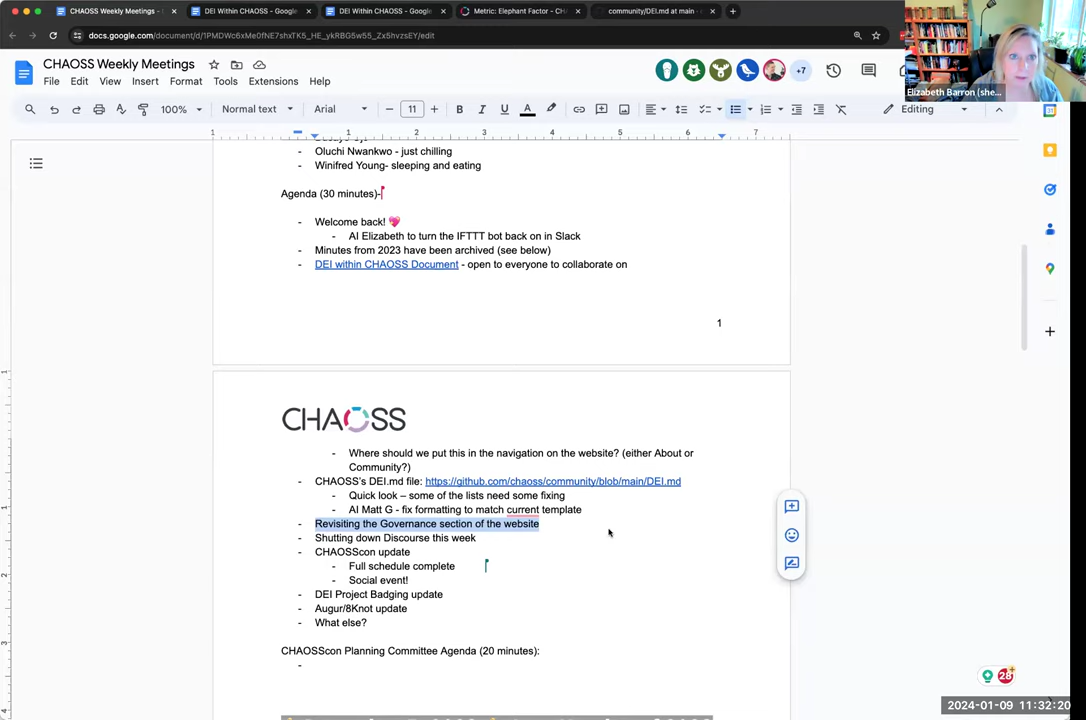 CHAOSS Weekly Meetings -
DEI Within CHAOSS - Google
DEI Within CHAOSS - Google
Metric: Elephant Factor - CHA
community/DEI.md at main ·
docs.google.com/document/d/1PMDWc6xMe0fNE7shxTK5_HE_ykRBG5w55_Zx5hvzsEY/edit
CHAOSS Weekly Meetings
File Edit View Insert Format Tools Extensions Help
+7
100% Normal text Arial 11 Editing
Elizabeth Barron (she...
1 1 2 3 4 5 6 7
- Oluchi Nwankwo - just chilling
- Winifred Young- sleeping and eating
Agenda (30 minutes)-
- Welcome back! 💖
- AI Elizabeth to turn the IFTTT bot back on in Slack
- Minutes from 2023 have been archived (see below)
- DEI within CHAOSS Document - open to everyone to collaborate on
1
CHAOSS
- Where should we put this in the navigation on the website? (either About or
Community?)
- CHAOSS's DEI.md file: https://github.com/chaoss/community/blob/main/DEI.md
- Quick look – some of the lists need some fixing
- AI Matt G - fix formatting to match current template
- Revisiting the Governance section of the website
- Shutting down Discourse this week
- CHAOSScon update
- Full schedule complete
- Social event!
- DEI Project Badging update
- Augur/8Knot update
- What else?
CHAOSScon Planning Committee Agenda (20 minutes):
-
28
2024-01-09 11:32:20